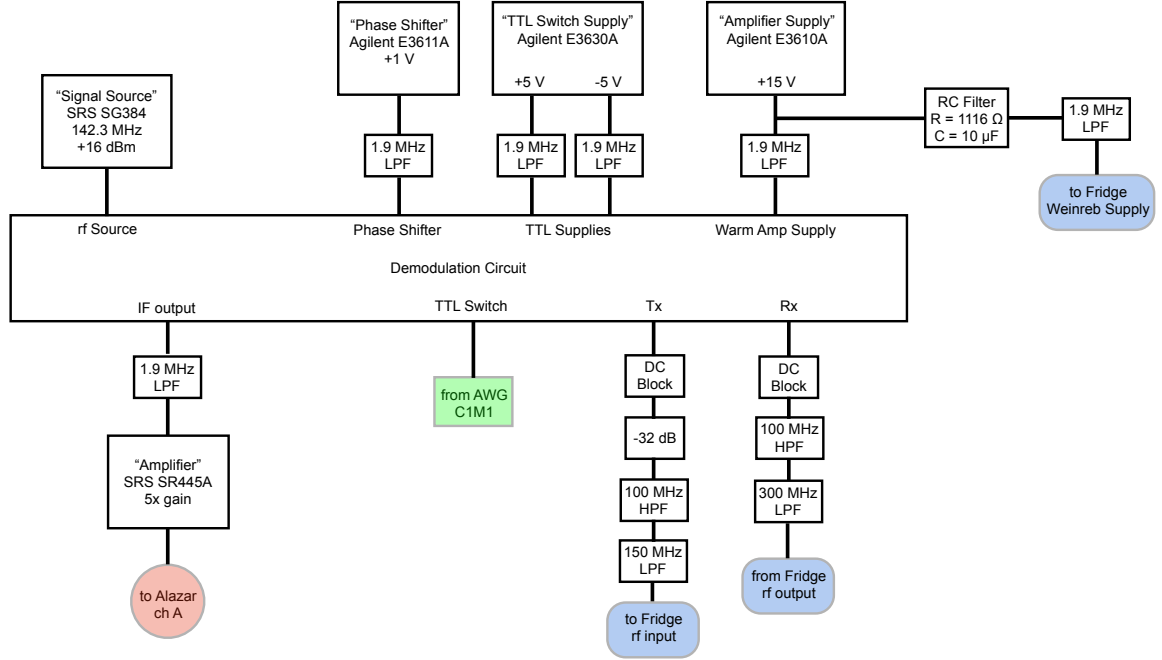 “Phase Shifter”
Agilent E3611A
+1 V
“TTL Switch Supply”
Agilent E3630A
+5 V
-5 V
“Amplifier Supply”
Agilent E3610A
+15 V
“Signal Source”
SRS SG384
142.3 MHz
+16 dBm
RC Filter
R = 1116 Ω
C = 10 µF
1.9 MHz
LPF
1.9 MHz
LPF
1.9 MHz
LPF
1.9 MHz
LPF
1.9 MHz
LPF
to Fridge
Weinreb Supply
rf Source
Phase Shifter
TTL Supplies
Warm Amp Supply
Demodulation Circuit
IF output
TTL Switch
Tx
Rx
1.9 MHz
LPF
“Amplifier”
SRS SR445A
5x gain
to Alazar
ch A
from AWG
C1M1
DC
Block
-32 dB
100 MHz
HPF
150 MHz
LPF
to Fridge
rf input
DC
Block
100 MHz
HPF
300 MHz
LPF
from Fridge
rf output